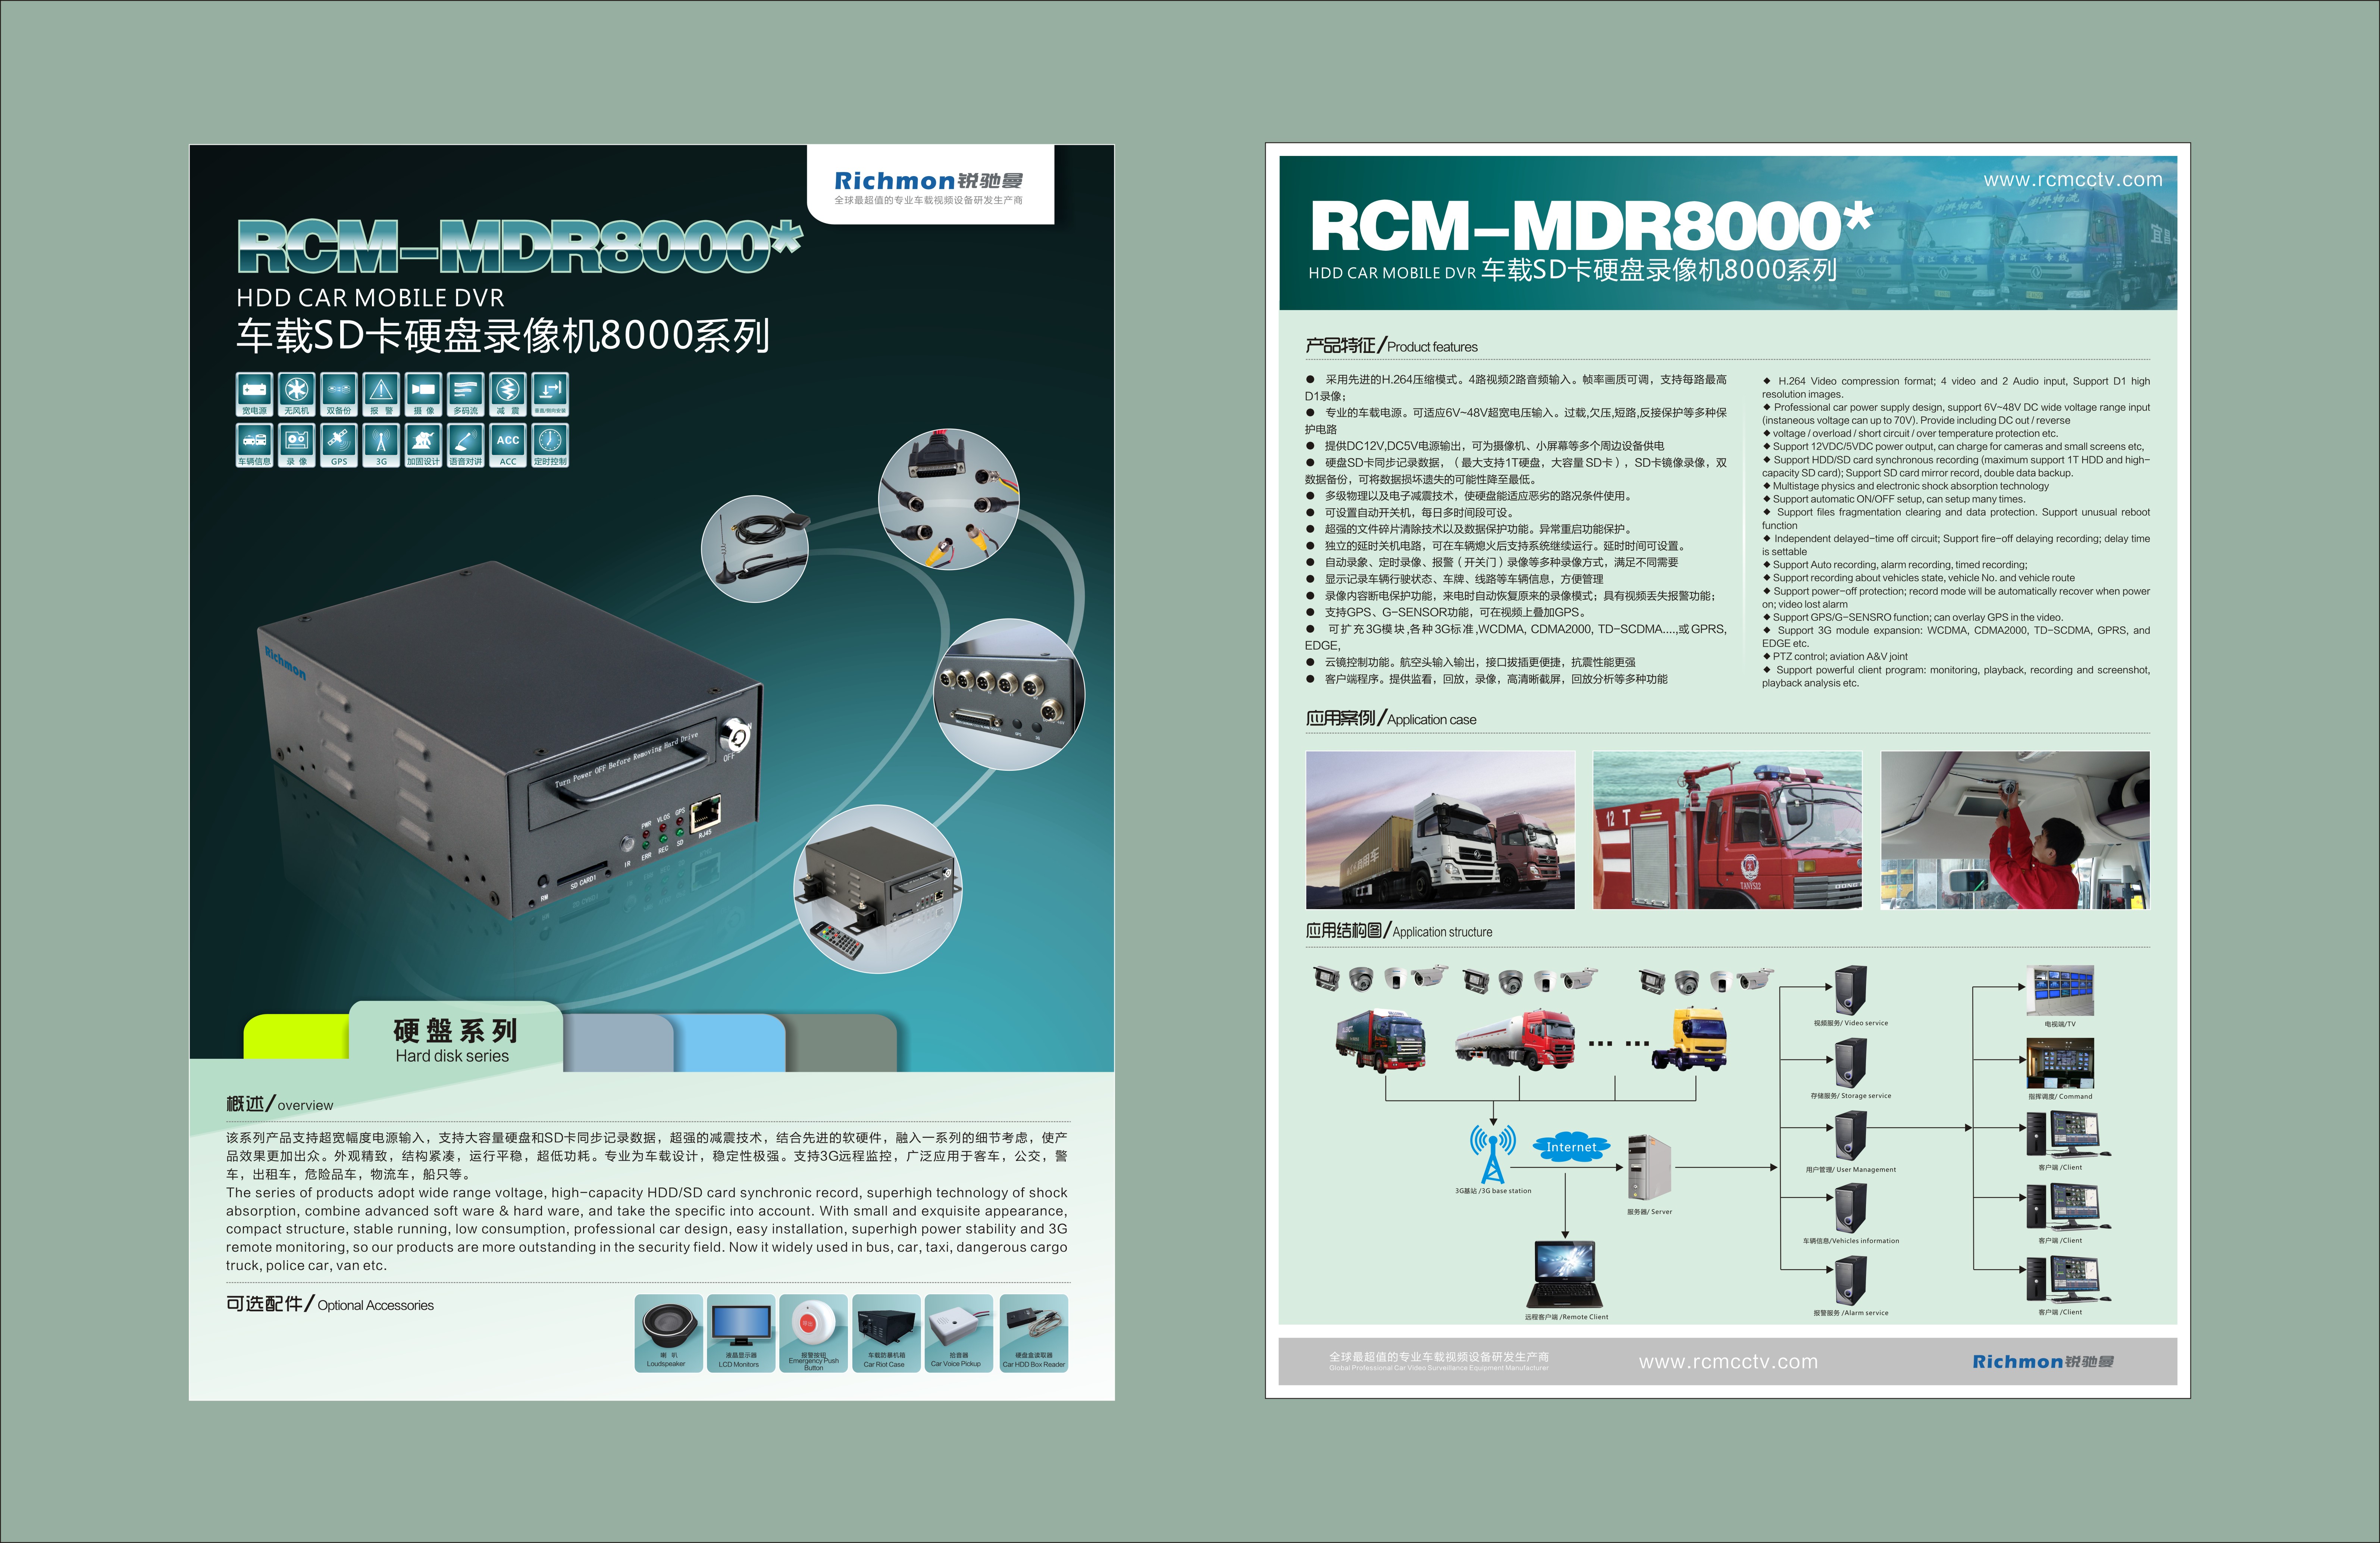 Richmon锐驰曼
全球最超值的专业车载视频设备研发生产商
RCM-MDR8000*
HDD CAR MOBILE DVR
车载SD卡硬盘录像机8000系列
宽电源 无风机 双备份 报 警 摄 像 多码流 减 震 垂直/侧向安装
ACC
车辆信息 录 像 GPS 3G 加固设计 语音对讲 ACC 定时控制
Richmon
Turn Power OFF Before Removing Hard Drive
OFF
PWR VLOS GPS
IR ERR REC SD RJ45
RM SD CARD1
硬盤系列
Hard disk series
概述/overview
该系列产品支持超宽幅度电源输入，支持大容量硬盘和SD卡同步记录数据，超强的减震技术，结合先进的软硬件，融入一系列的细节考虑，使产
品效果更加出众。外观精致，结构紧凑，运行平稳，超低功耗。专业为车载设计，稳定性极强。支持3G远程监控，广泛应用于客车，公交，警
车，出租车，危险品车，物流车，船只等。
The series of products adopt wide range voltage, high-capacity HDD/SD card synchronic record, superhigh technology of shock
absorption, combine advanced soft ware & hard ware, and take the specific into account. With small and exquisite appearance,
compact structure, stable running, low consumption, professional car design, easy installation, superhigh power stability and 3G
remote monitoring, so our products are more outstanding in the security field. Now it widely used in bus, car, taxi, dangerous cargo
truck, police car, van etc.
可选配件/Optional Accessories
喇 叭 液晶显示器 报警按钮 车载防暴机箱 拾音器 硬盘盒读取器
Loudspeaker LCD Monitors Emergency Push Button Car Riot Case Car Voice Pickup Car HDD Box Reader
www.rcmcctv.com
RCM-MDR8000*
HDD CAR MOBILE DVR 车载SD卡硬盘录像机8000系列
产品特征/Product features
● 采用先进的H.264压缩模式。4路视频2路音频输入。帧率画质可调，支持每路最高
D1录像；
● 专业的车载电源。可适应6V~48V超宽电压输入。过载,欠压,短路,反接保护等多种保
护电路
● 提供DC12V,DC5V电源输出，可为摄像机、小屏幕等多个周边设备供电
● 硬盘SD卡同步记录数据，（最大支持1T硬盘，大容量SD卡），SD卡镜像录像，双
数据备份，可将数据损坏遗失的可能性降至最低。
● 多级物理以及电子减震技术，使硬盘能适应恶劣的路况条件使用。
● 可设置自动开关机，每日多时间段可设。
● 超强的文件碎片清除技术以及数据保护功能。异常重启功能保护。
● 独立的延时关机电路，可在车辆熄火后支持系统继续运行。延时时间可设置。
● 自动录象、定时录像、报警（开关门）录像等多种录像方式，满足不同需要
● 显示记录车辆行驶状态、车牌、线路等车辆信息，方便管理
● 录像内容断电保护功能，来电时自动恢复原来的录像模式；具有视频丢失报警功能；
● 支持GPS、G-SENSOR功能，可在视频上叠加GPS。
● 可扩充3G模块,各种3G标准,WCDMA, CDMA2000, TD-SCDMA....,或GPRS,
EDGE,
● 云镜控制功能。航空头输入输出，接口拔插更便捷，抗震性能更强
● 客户端程序。提供监看，回放，录像，高清晰截屏，回放分析等多种功能
◆ H.264 Video compression format; 4 video and 2 Audio input, Support D1 high
resolution images.
◆ Professional car power supply design, support 6V~48V DC wide voltage range input
(instaneous voltage can up to 70V). Provide including DC out / reverse
◆ voltage / overload / short circuit / over temperature protection etc.
◆ Support 12VDC/5VDC power output, can charge for cameras and small screens etc,
◆ Support HDD/SD card synchronous recording (maximum support 1T HDD and high-
capacity SD card); Support SD card mirror record, double data backup.
◆ Multistage physics and electronic shock absorption technology
◆ Support automatic ON/OFF setup, can setup many times.
◆ Support files fragmentation clearing and data protection. Support unusual reboot
function
◆ Independent delayed-time off circuit; Support fire-off delaying recording; delay time
is settable
◆ Support Auto recording, alarm recording, timed recording;
◆ Support recording about vehicles state, vehicle No. and vehicle route
◆ Support power-off protection; record mode will be automatically recover when power
on; video lost alarm
◆ Support GPS/G-SENSRO function; can overlay GPS in the video.
◆ Support 3G module expansion: WCDMA, CDMA2000, TD-SCDMA, GPRS, and
EDGE etc.
◆ PTZ control; aviation A&V joint
◆ Support powerful client program: monitoring, playback, recording and screenshot,
playback analysis etc.
应用案例/Application case
12 T
应用结构图/Application structure
视频服务/ Video service
电视端/TV
存储服务/ Storage service
指挥调度/ Command
Internet
用户管理/ User Management
客户端 /Client
3G基站 /3G base station
服务器/ Server
车辆信息/Vehicles information
客户端 /Client
报警服务 /Alarm service
客户端 /Client
远程客户端 /Remote Client
全球最超值的专业车载视频设备研发生产商
Global Professional Car Video Surveillance Equipment Manufacturer
www.rcmcctv.com
Richmon锐驰曼